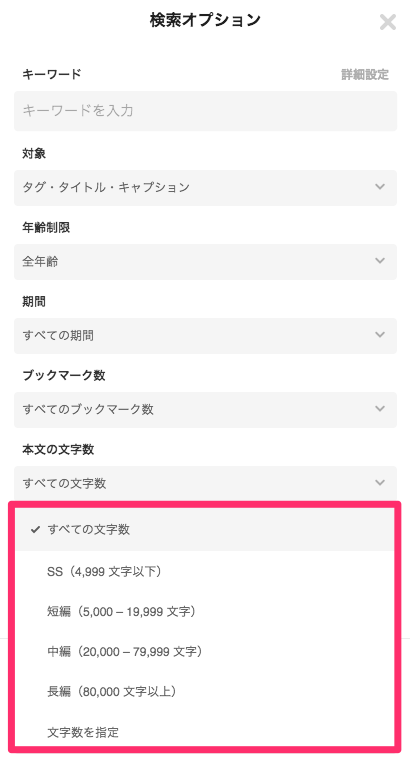 検索オプション
キーワード 詳細設定
キーワードを入力
対象
タグ・タイトル・キャプション
年齢制限
全年齢
期間
すべての期間
ブックマーク数
すべてのブックマーク数
本文の文字数
すべての文字数
すべての文字数
SS（4,999 文字以下）
短編（5,000 – 19,999 文字）
中編（20,000 – 79,999 文字）
長編（80,000 文字以上）
文字数を指定